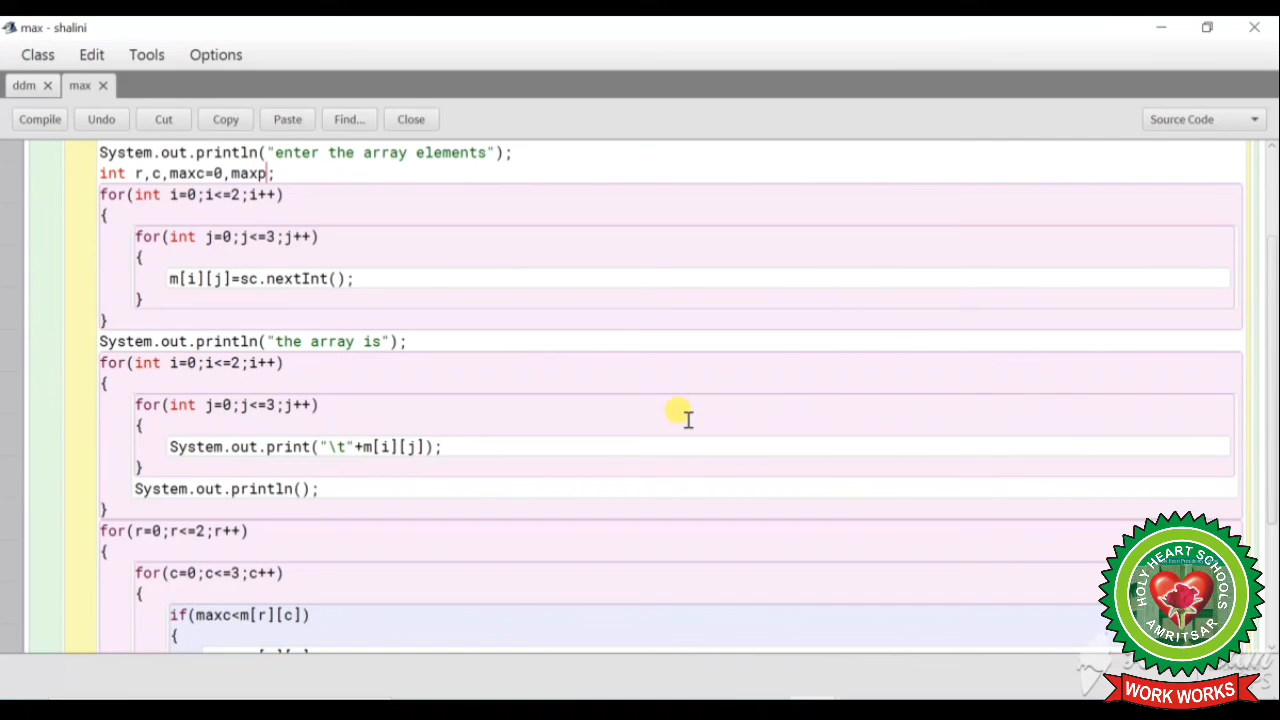 max - shalini
Class Edit Tools Options
ddm max
Compile Undo Cut Copy Paste Find... Close Source Code
System.out.println("enter the array elements");
int r,c,maxc=0,maxp;
for(int i=0;i<=2;i++)
{
for(int j=0;j<=3;j++)
{
m[i][j]=sc.nextInt();
}
}
System.out.println("the array is");
for(int i=0;i<=2;i++)
{
for(int j=0;j<=3;j++)
{
System.out.print("\t"+m[i][j]);
}
System.out.println();
}
for(r=0;r<=2;r++)
{
for(c=0;c<=3;c++)
{
if(maxc<m[r][c])
{
HOLY HEART SCHOOLS
AMRITSAR
WORK WORKS